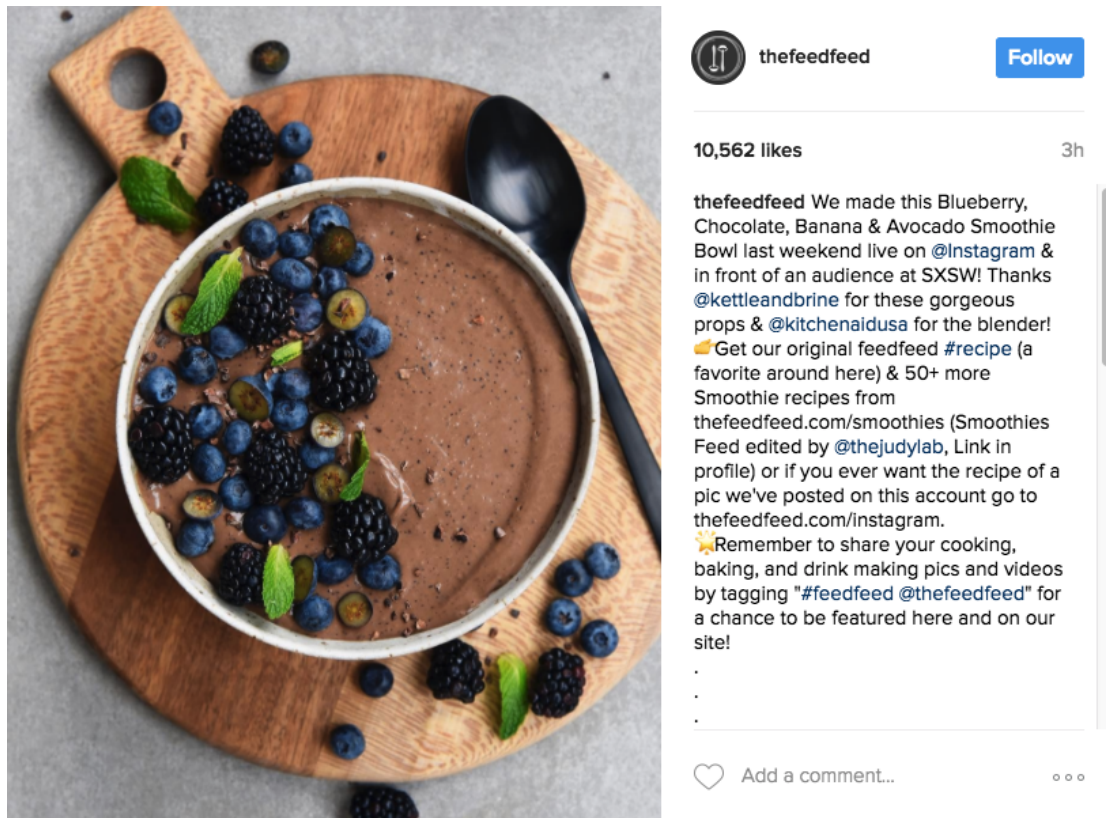 thefeedfeed
Follow
10,562 likes
3h
thefeedfeed We made this Blueberry,
Chocolate, Banana & Avocado Smoothie
Bowl last weekend live on @Instagram &
in front of an audience at SXSW! Thanks
@kettleandbrine for these gorgeous
props & @kitchenaidusa for the blender!
👉Get our original feedfeed #recipe (a
favorite around here) & 50+ more
Smoothie recipes from
thefeedfeed.com/smoothies (Smoothies
Feed edited by @thejudylab, Link in
profile) or if you ever want the recipe of a
pic we've posted on this account go to
thefeedfeed.com/instagram.
🌟Remember to share your cooking,
baking, and drink making pics and videos
by tagging "#feedfeed @thefeedfeed" for
a chance to be featured here and on our
site!
.
.
.
Add a comment...